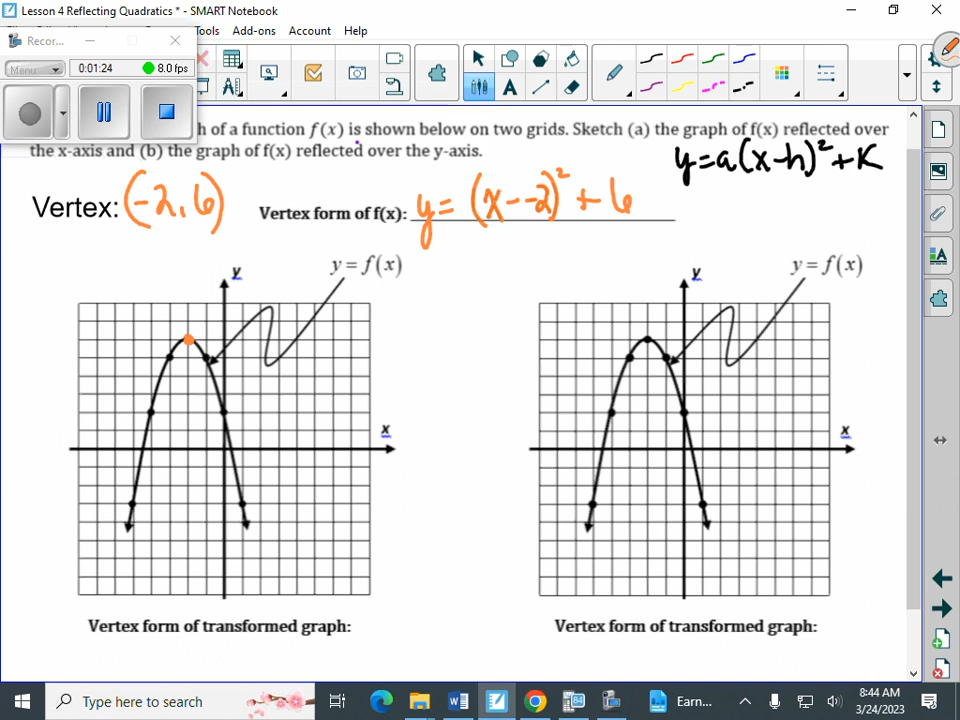 Lesson 4 Reflecting Quadratics * - SMART Notebook
Tools Add-ons Account Help
Recor...
Menu
0:01:24 8.0 fps
h of a function f(x) is shown below on two grids. Sketch (a) the graph of f(x) reflected over
the x-axis and (b) the graph of f(x) reflected over the y-axis.
y=a(x-h)²+K
Vertex: (-2,6)
Vertex form of f(x): y= (x--2)² + 6
y = f(x)
y
x
y = f(x)
y
x
Vertex form of transformed graph:
Vertex form of transformed graph:
Type here to search
Earn...
8:44 AM
3/24/2023